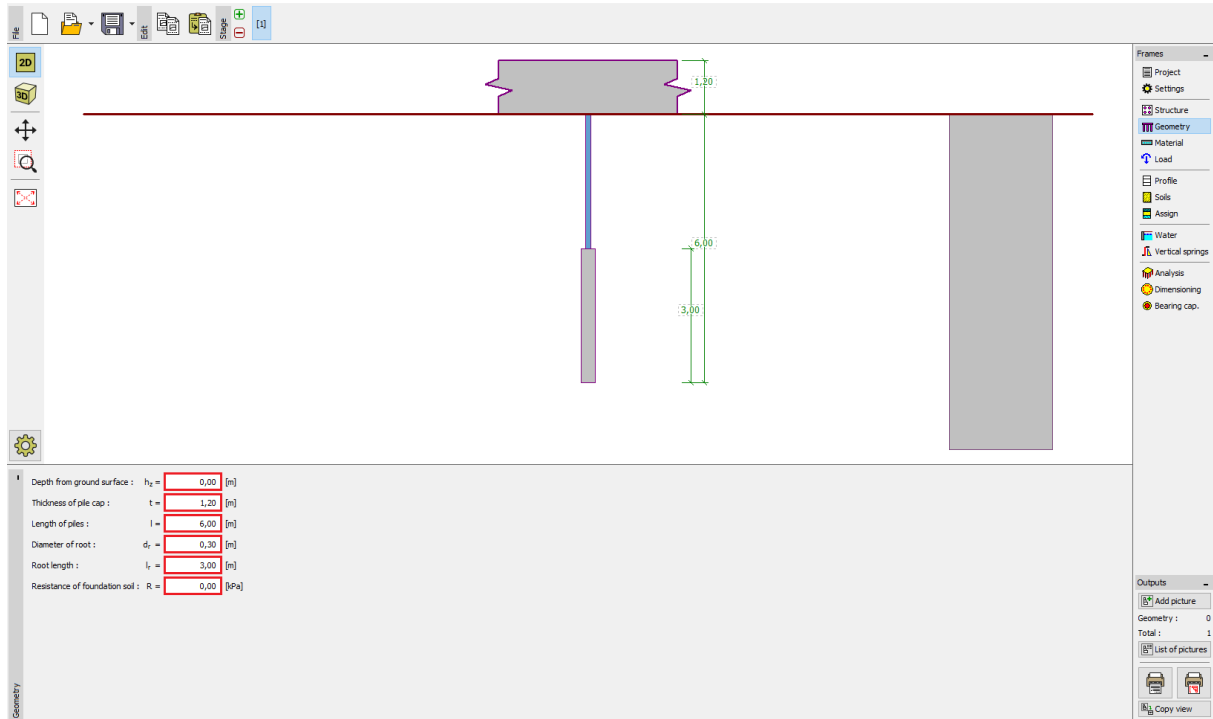 File
Edit
Stage
[1]
2D
3D
1,20
6,00
3,00
Frames
Project
Settings
Structure
Geometry
Material
Load
Profile
Soils
Assign
Water
Vertical springs
Analysis
Dimensioning
Bearing cap.
Depth from ground surface : hz = 0,00 [m]
Thickness of pile cap : t = 1,20 [m]
Length of piles : l = 6,00 [m]
Diameter of root : dr = 0,30 [m]
Root length : lr = 3,00 [m]
Resistance of foundation soil : R = 0,00 [kPa]
Geometry
Outputs
Add picture
Geometry : 0
Total : 1
List of pictures
Copy view